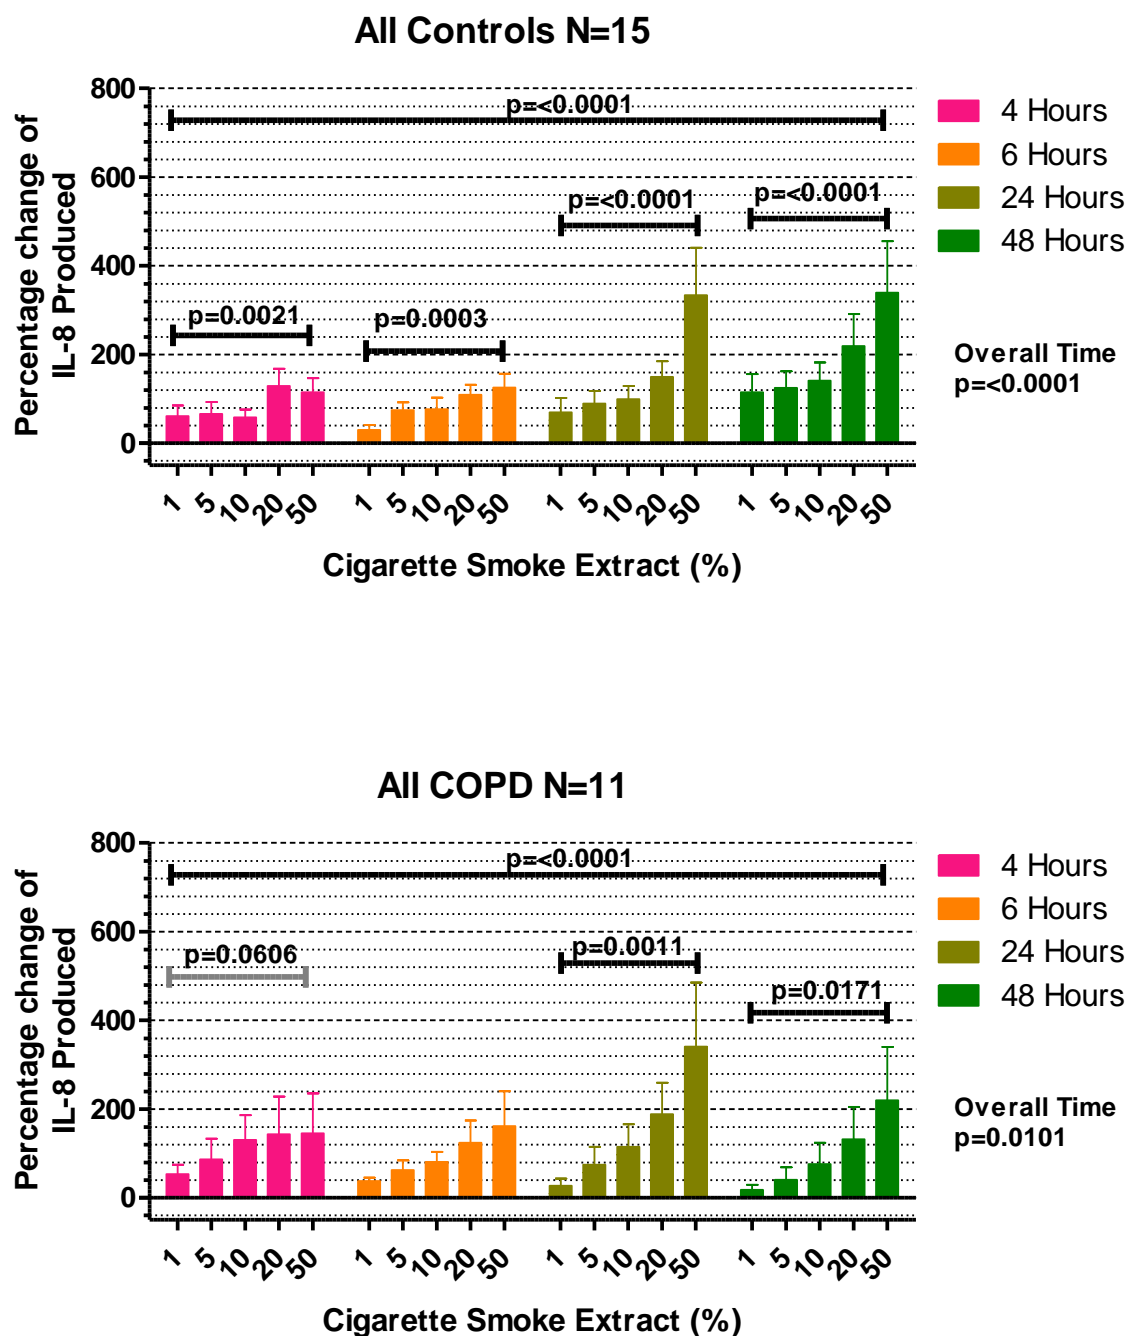 All Controls N=15
Percentage change of
IL-8 Produced
800
600
400
200
0
p=<0.0001
p=0.0021
p=0.0003
p=<0.0001
p=<0.0001
4 Hours
6 Hours
24 Hours
48 Hours
Overall Time
p=<0.0001
1 5 10 20 50 1 5 10 20 50 1 5 10 20 50 1 5 10 20 50
Cigarette Smoke Extract (%)
All COPD N=11
Percentage change of
IL-8 Produced
800
600
400
200
0
p=<0.0001
p=0.0606
p=0.0011
p=0.0171
4 Hours
6 Hours
24 Hours
48 Hours
Overall Time
p=0.0101
1 5 10 20 50 1 5 10 20 50 1 5 10 20 50 1 5 10 20 50
Cigarette Smoke Extract (%)